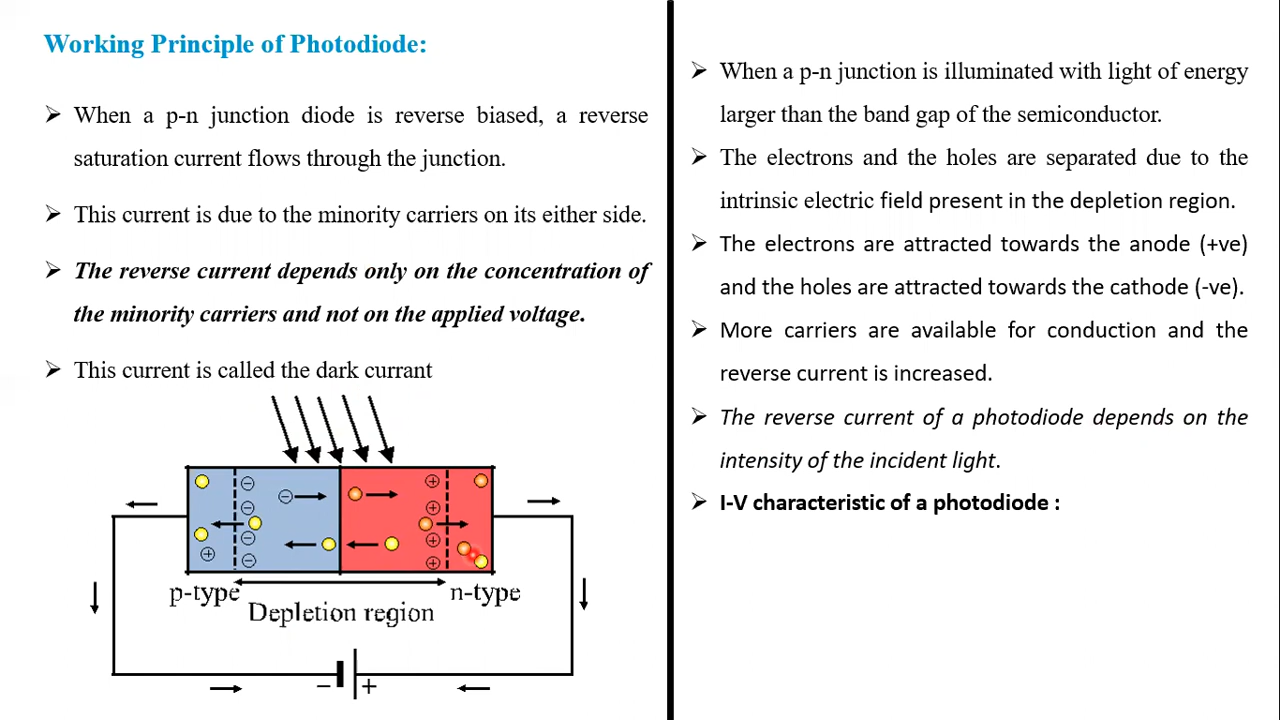 Working Principle of Photodiode:
➢ When a p-n junction diode is reverse biased, a reverse
saturation current flows through the junction.
➢ This current is due to the minority carriers on its either side.
➢ The reverse current depends only on the concentration of
the minority carriers and not on the applied voltage.
➢ This current is called the dark currant
p-type
Depletion region
n-type
− +
➢ When a p-n junction is illuminated with light of energy
larger than the band gap of the semiconductor.
➢ The electrons and the holes are separated due to the
intrinsic electric field present in the depletion region.
➢ The electrons are attracted towards the anode (+ve)
and the holes are attracted towards the cathode (-ve).
➢ More carriers are available for conduction and the
reverse current is increased.
➢ The reverse current of a photodiode depends on the
intensity of the incident light.
➢ I-V characteristic of a photodiode :